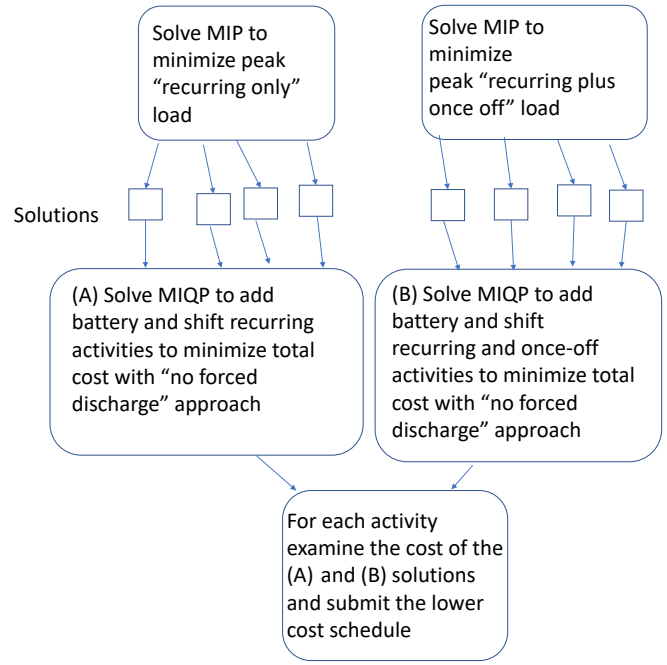 Solve MIP to
minimize peak
“recurring only”
load
Solve MIP to
minimize
peak “recurring plus
once off” load
Solutions
(A) Solve MIQP to add
battery and shift recurring
activities to minimize total
cost with “no forced
discharge” approach
(B) Solve MIQP to add
battery and shift
recurring and once-off
activities to minimize total
cost with “no forced
discharge” approach
For each activity
examine the cost of the
(A) and (B) solutions
and submit the lower
cost schedule